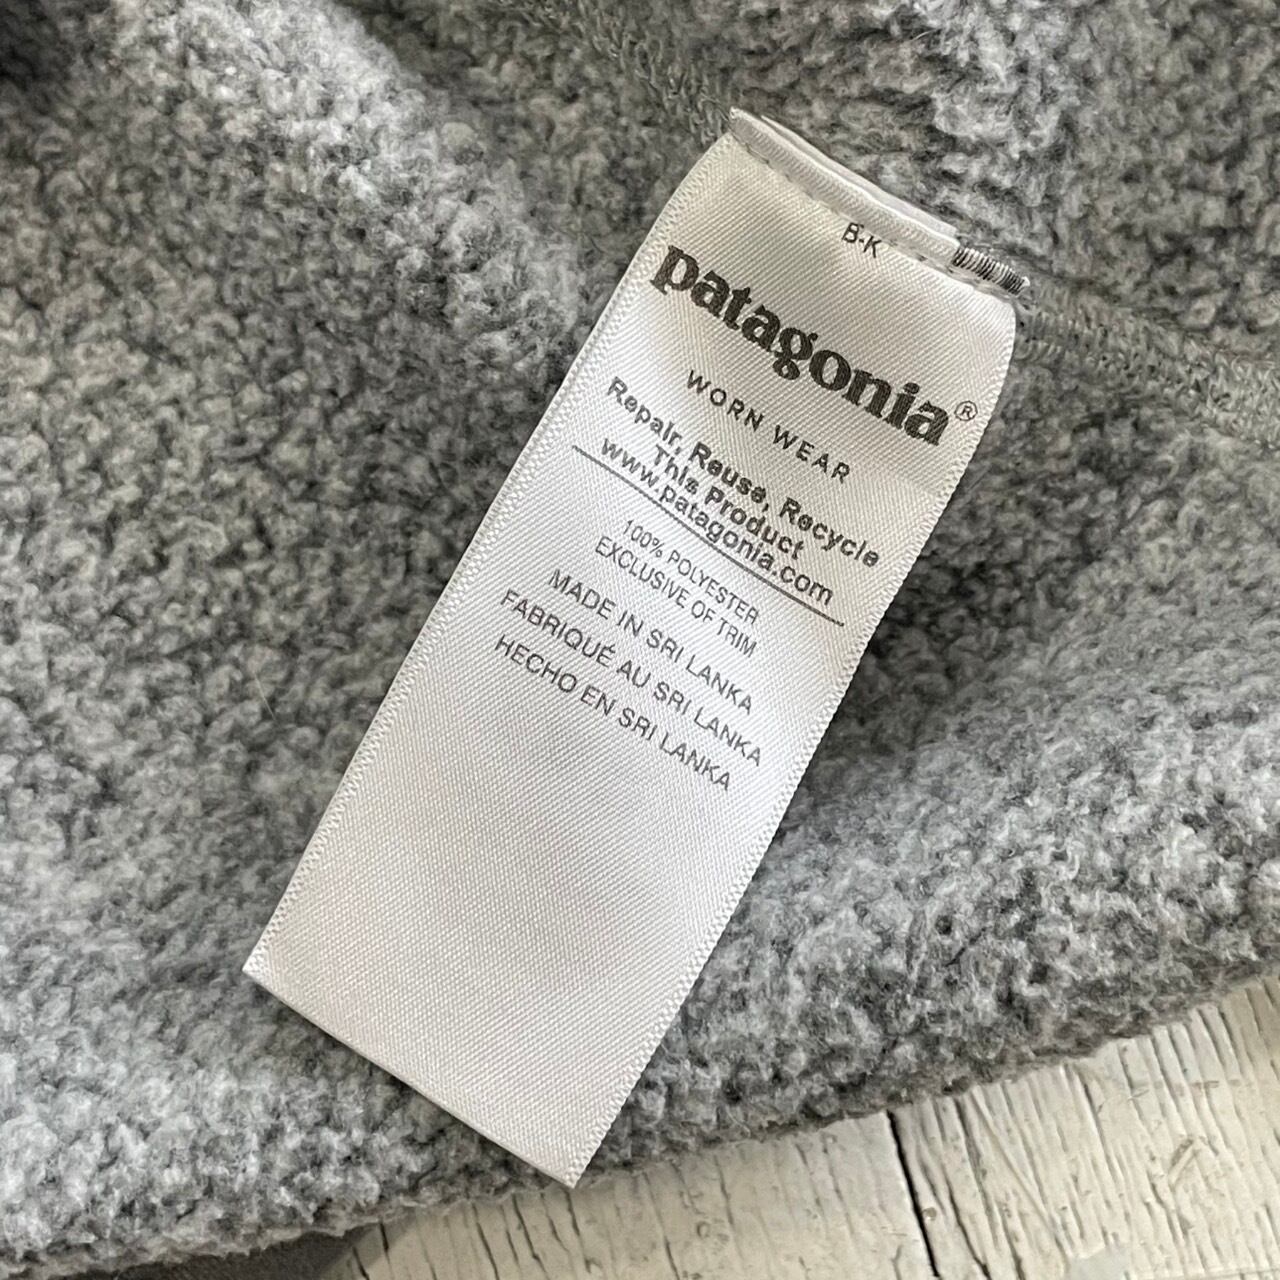 B-K
patagonia®
WORN WEAR
Repair, Reuse, Recycle
This Product
www.patagonia.com
100% POLYESTER
EXCLUSIVE OF TRIM
MADE IN SRI LANKA
FABRIQUÉ AU SRI LANKA
HECHO EN SRI LANKA